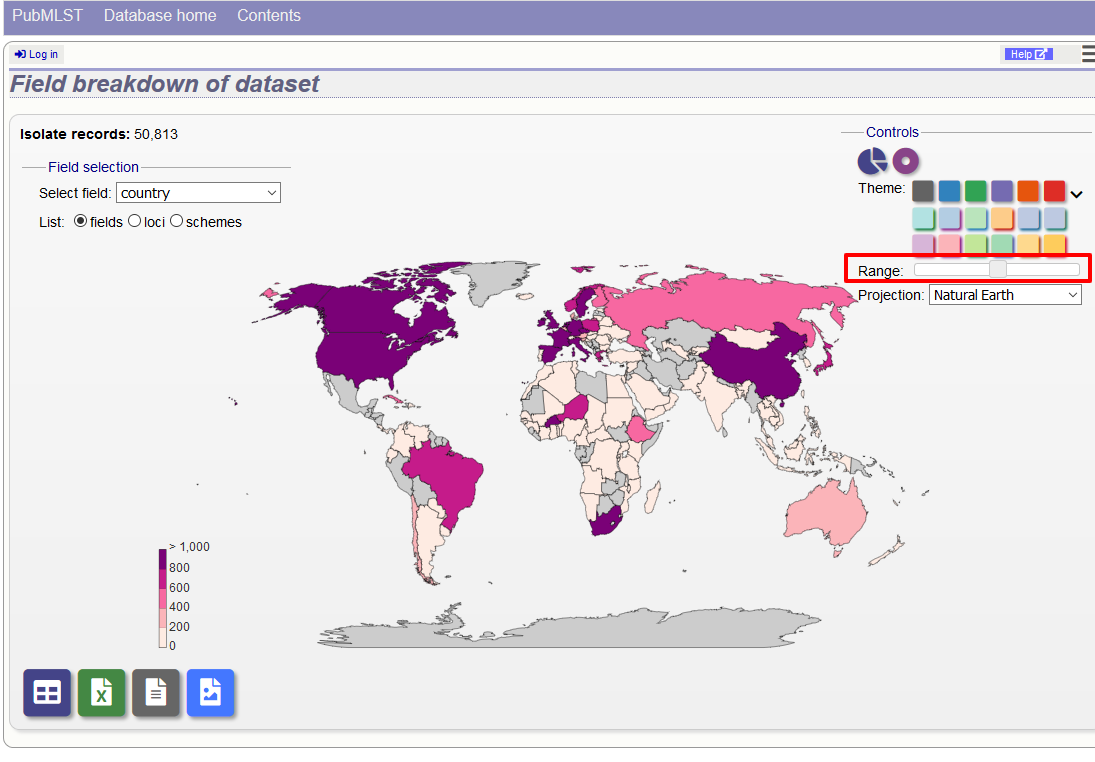 PubMLST Database home Contents
Log in
Help
Field breakdown of dataset
Isolate records: 50,813
Controls
Field selection
Select field: country
Theme:
List: fields loci schemes
Range:
Projection: Natural Earth
> 1,000
800
600
400
200
0
X